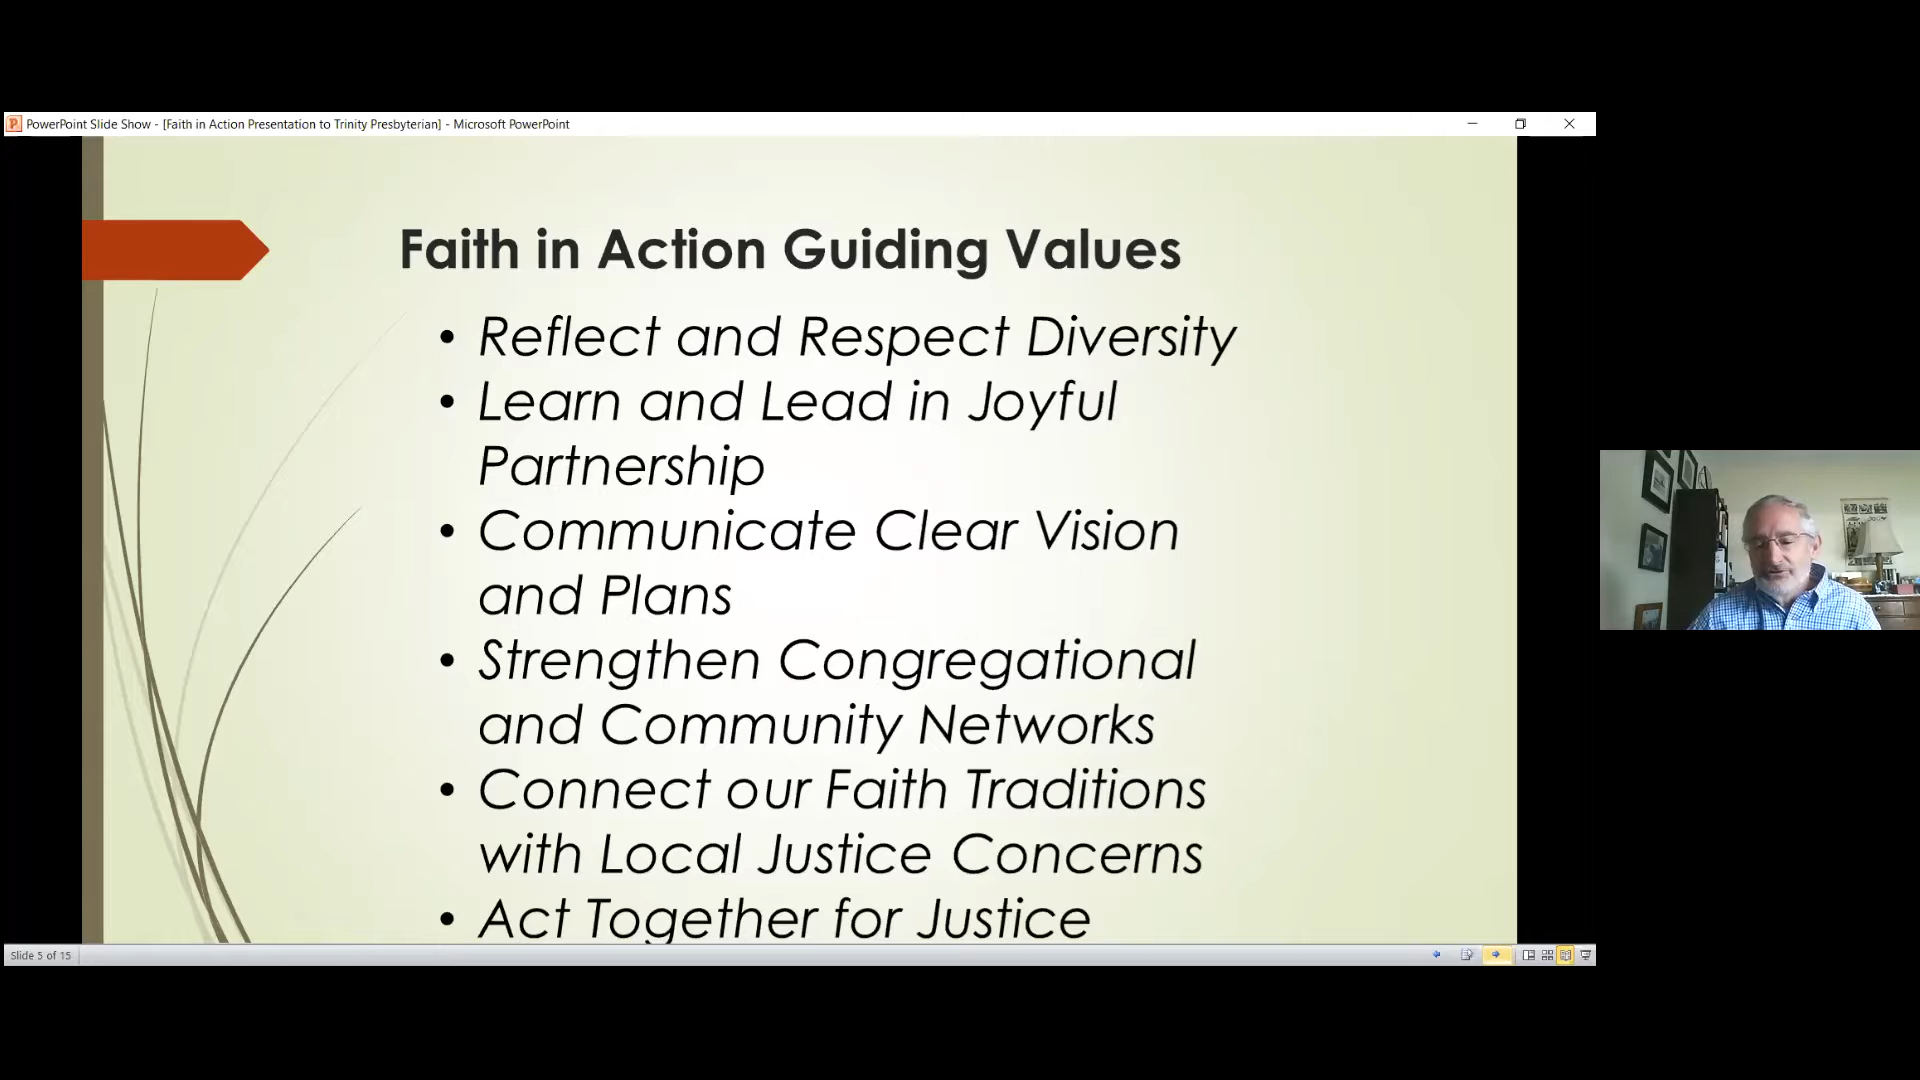 PowerPoint Slide Show - [Faith in Action Presentation to Trinity Presbyterian] - Microsoft PowerPoint
Faith in Action Guiding Values
• Reflect and Respect Diversity
• Learn and Lead in Joyful
Partnership
• Communicate Clear Vision
and Plans
• Strengthen Congregational
and Community Networks
• Connect our Faith Traditions
with Local Justice Concerns
• Act Together for Justice
Slide 5 of 15